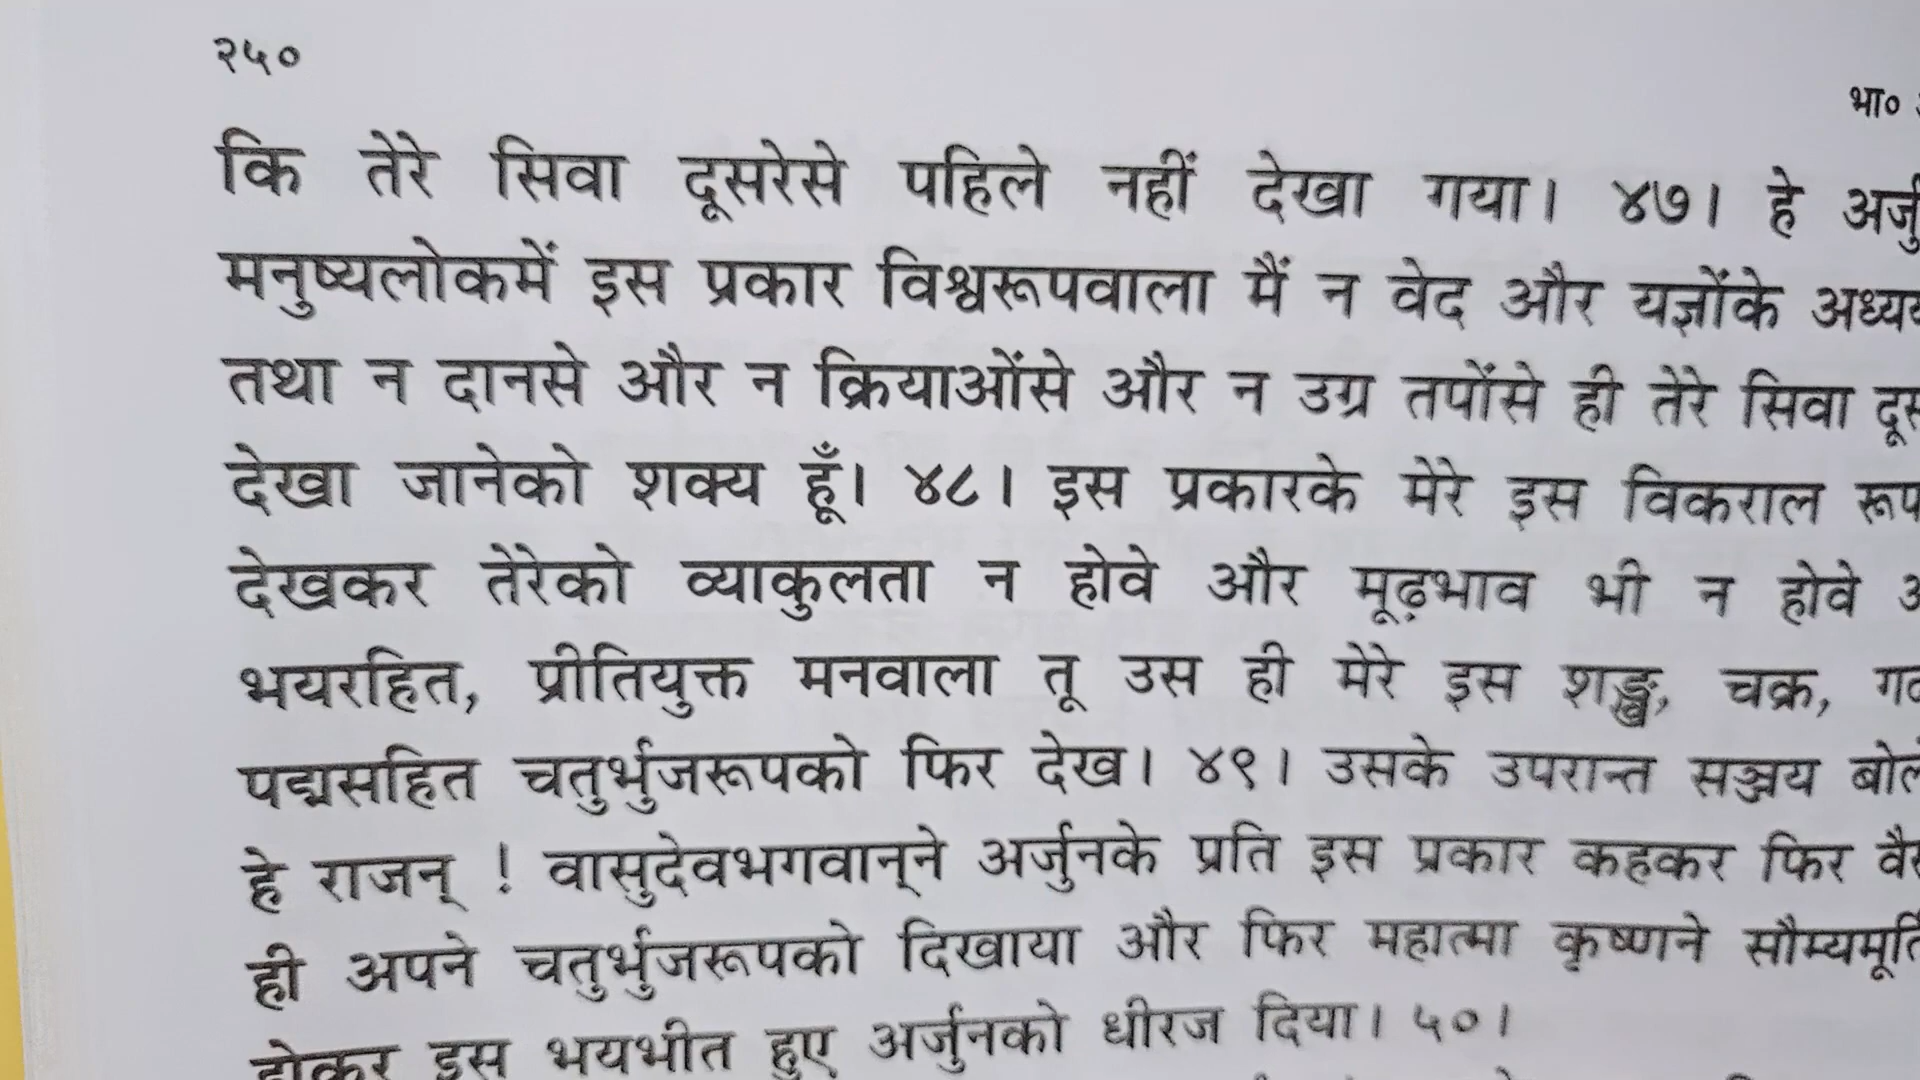 २५०
भा०
कि तेरे सिवा दूसरेसे पहिले नहीं देखा गया। ४७। हे
मनुष्यलोकमें इस प्रकार विश्वरूपवाला मैं न वेद और यज्ञोंके
तथा न दानसे और न क्रियाओंसे और न उग्र तपोंसे ही तेरे सिवा
देखा जानेको शक्य हूँ। ४८। इस प्रकारके मेरे इस विकराल
देखकर तेरेको व्याकुलता न होवे और मूढ़भाव भी न होवे
भयरहित, प्रीतियुक्त मनवाला तू उस ही मेरे इस शङ्ख, चक्र,
पद्मसहित चतुर्भुजरूपको फिर देख। ४९। उसके उपरान्त सञ्जय
हे राजन् ! वासुदेवभगवान्‌ने अर्जुनके प्रति इस प्रकार कहकर फिर
ही अपने चतुर्भुजरूपको दिखाया और फिर महात्मा कृष्णने
होकर इस भयभीत हुए अर्जुनको धीरज दिया। ५०।